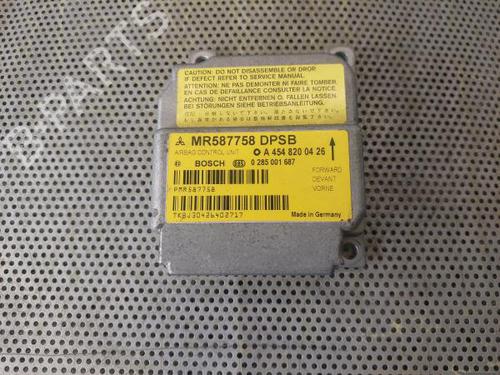 CAUTION: DO NOT DISASSEMBLE OR DROP.
IF DEFECT REFER TO SERVICE MANUAL.
ATTENTION: NE PAS DEMONTER NI FAIRE TOMBER.
EN CAS DE DEFAILLANCE CONSULTER LA NOTICE.
ACHTUNG: NICHT ENTFERNEN O. FALLEN LASSEN.
BEI STÖRUNGEN SIEHE BETRIEBSANLEITUNG.
MR587758 DPSB
AIRBAG CONTROL UNIT A 454 820 04 26
BOSCH 0 285 001 687
FORWARD
DEVANT
VORNE
PMR587758
TKBJ30426402717
Made in Germany